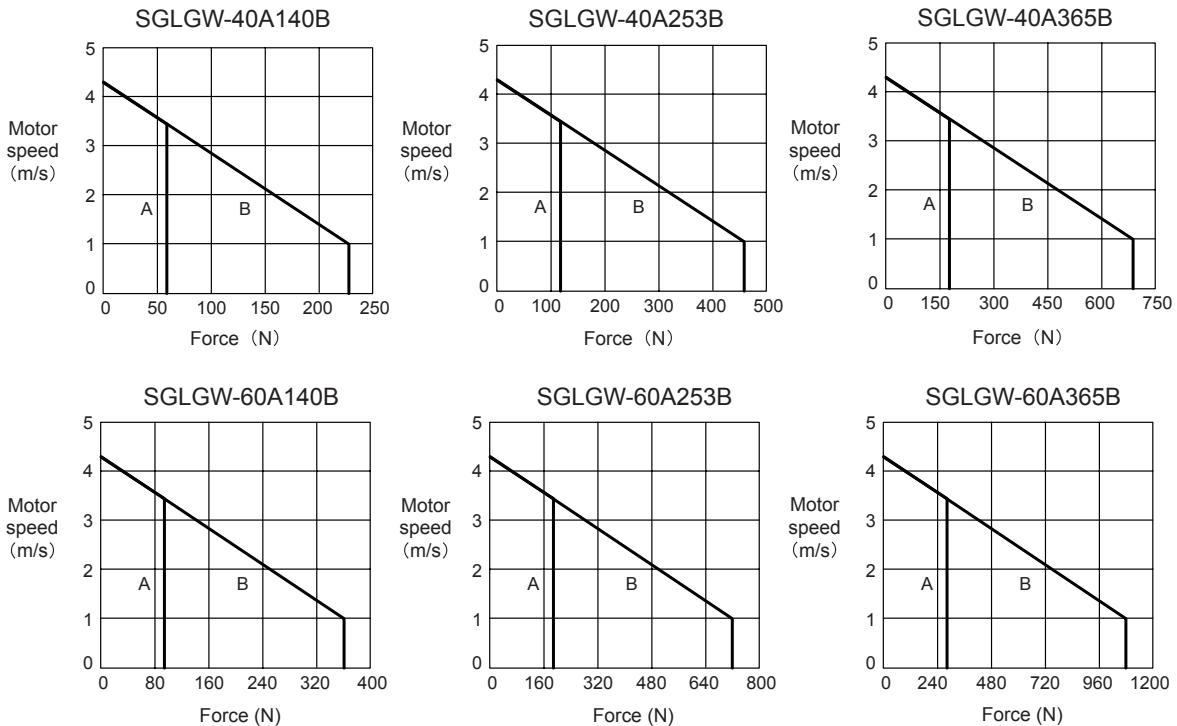 SGLGW-40A140B
5
4
3
2
1
0
Motor
speed
（m/s）
A
B
0 50 100 150 200 250
Force（N）
SGLGW-40A253B
5
4
3
2
1
0
Motor
speed
（m/s）
A
B
0 100 200 300 400 500
Force（N）
SGLGW-40A365B
5
4
3
2
1
0
Motor
speed
（m/s）
A
B
0 150 300 450 600 750
Force（N）
SGLGW-60A140B
5
4
3
2
1
0
Motor
speed
（m/s）
A
B
0 80 160 240 320 400
Force (N)
SGLGW-60A253B
5
4
3
2
1
0
Motor
speed
（m/s）
A
B
0 160 320 480 640 800
Force (N)
SGLGW-60A365B
5
4
3
2
1
0
Motor
speed
（m/s）
A
B
0 240 480 720 960 1200
Force (N)